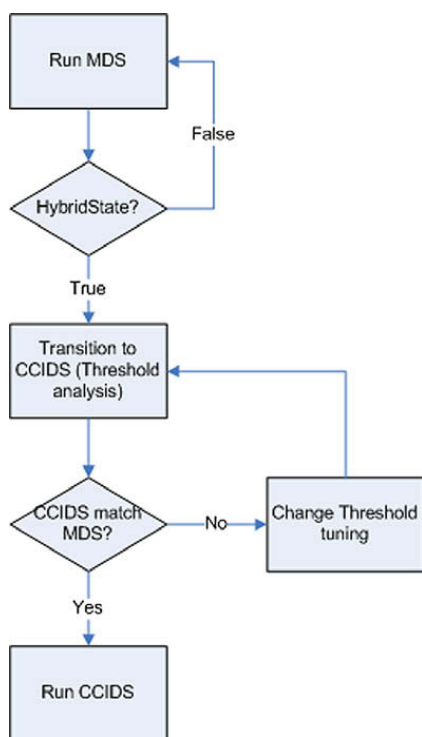 Run MDS
False
HybridState?
True
Transition to
CCIDS (Threshold
analysis)
CCIDS match
MDS?
No
Change Threshold
tuning
Yes
Run CCIDS